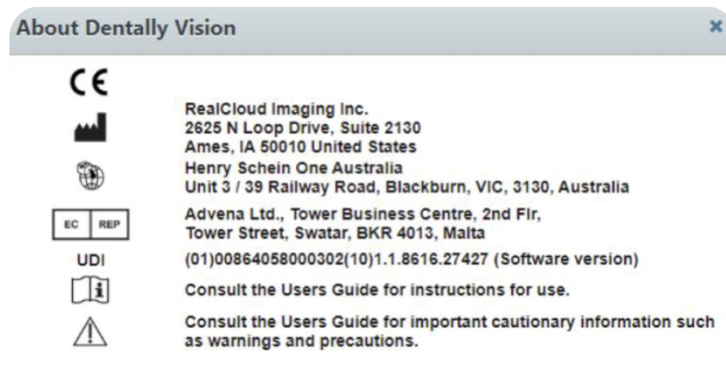 About Dentally Vision
CE
RealCloud Imaging Inc.
2625 N Loop Drive, Suite 2130
Ames, IA 50010 United States
Henry Schein One Australia
Unit 3 / 39 Railway Road, Blackburn, VIC, 3130, Australia
EC REP
Advena Ltd., Tower Business Centre, 2nd Flr,
Tower Street, Swatar, BKR 4013, Malta
UDI (01)00864058000302(10)1.1.8616.27427 (Software version)
Consult the Users Guide for instructions for use.
Consult the Users Guide for important cautionary information such
as warnings and precautions.